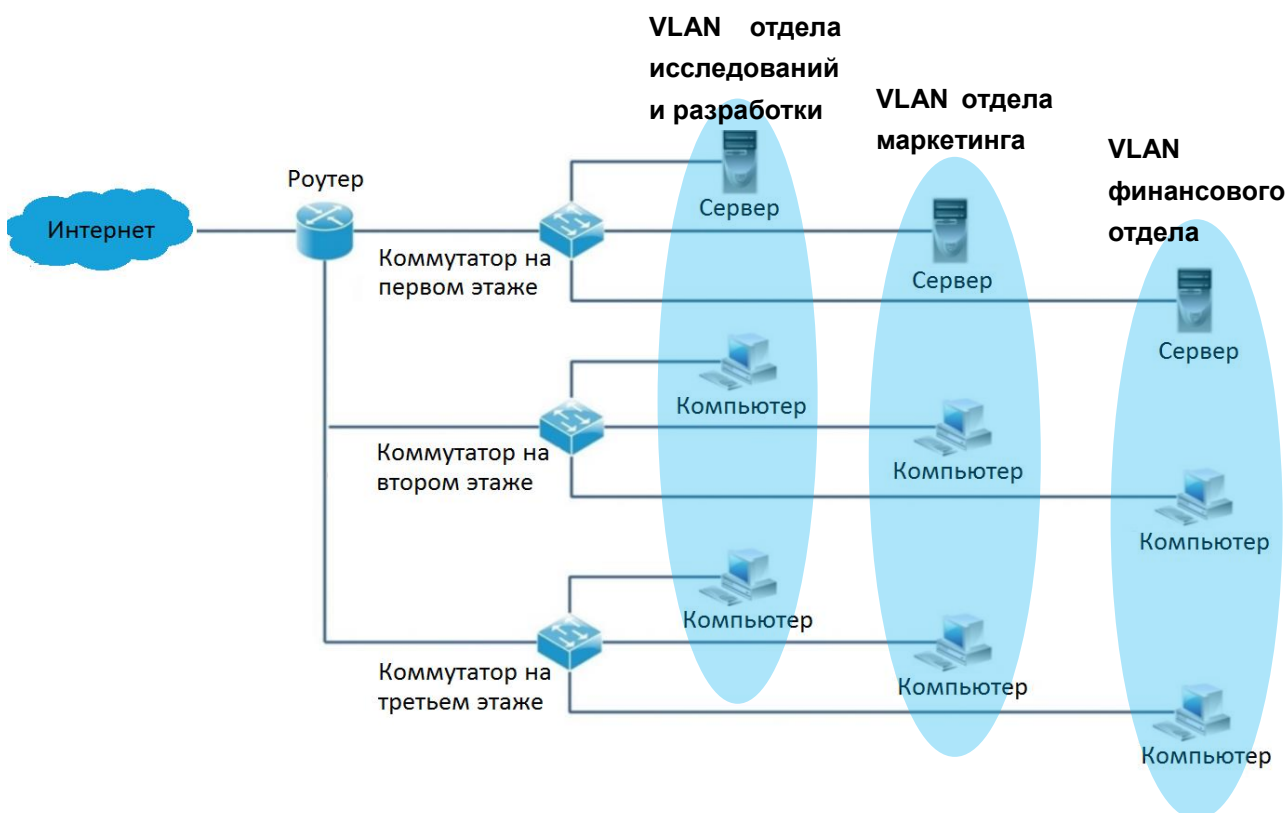 VLAN отдела
исследований
и разработки
VLAN отдела
маркетинга
VLAN
финансового
отдела
Роутер
Интернет
Сервер
Коммутатор на
первом этаже
Сервер
Сервер
Компьютер
Коммутатор на
втором этаже
Компьютер
Компьютер
Компьютер
Коммутатор на
третьем этаже
Компьютер
Компьютер